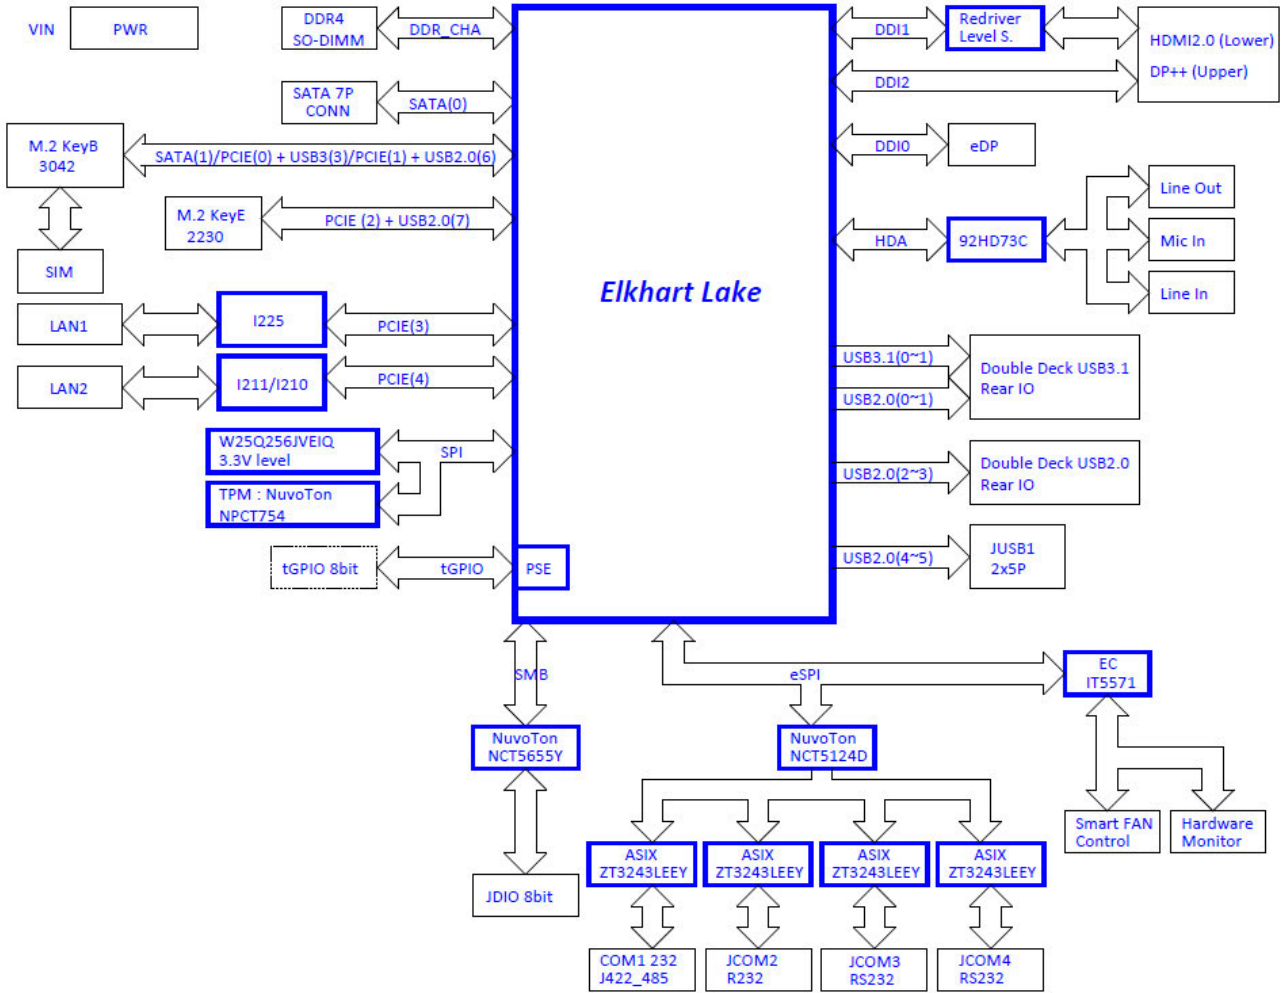 VIN
PWR
DDR4
SO-DIMM
DDR_CHA
SATA 7P
CONN
SATA(0)
M.2 KeyB
3042
SATA(1)/PCIE(0) + USB3(3)/PCIE(1) + USB2.0(6)
M.2 KeyE
2230
PCIE (2) + USB2.0(7)
SIM
LAN1
I225
PCIE(3)
LAN2
I211/I210
PCIE(4)
W25Q256JVEIQ
3.3V level
SPI
TPM : NuvoTon
NPCT754
tGPIO 8bit
tGPIO
PSE
Elkhart Lake
DDI1
Redriver
Level S.
HDMI2.0 (Lower)
DP++ (Upper)
DDI2
DDI0
eDP
HDA
92HD73C
Line Out
Mic In
Line In
USB3.1(0~1)
USB2.0(0~1)
Double Deck USB3.1
Rear IO
USB2.0(2~3)
Double Deck USB2.0
Rear IO
USB2.0(4~5)
JUSB1
2x5P
SMB
eSPI
EC
IT5571
NuvoTon
NCT5655Y
NuvoTon
NCT5124D
Smart FAN
Control
Hardware
Monitor
JDIO 8bit
ASIX
ZT3243LEEY
ASIX
ZT3243LEEY
ASIX
ZT3243LEEY
ASIX
ZT3243LEEY
COM1 232
J422_485
JCOM2
R232
JCOM3
RS232
JCOM4
RS232